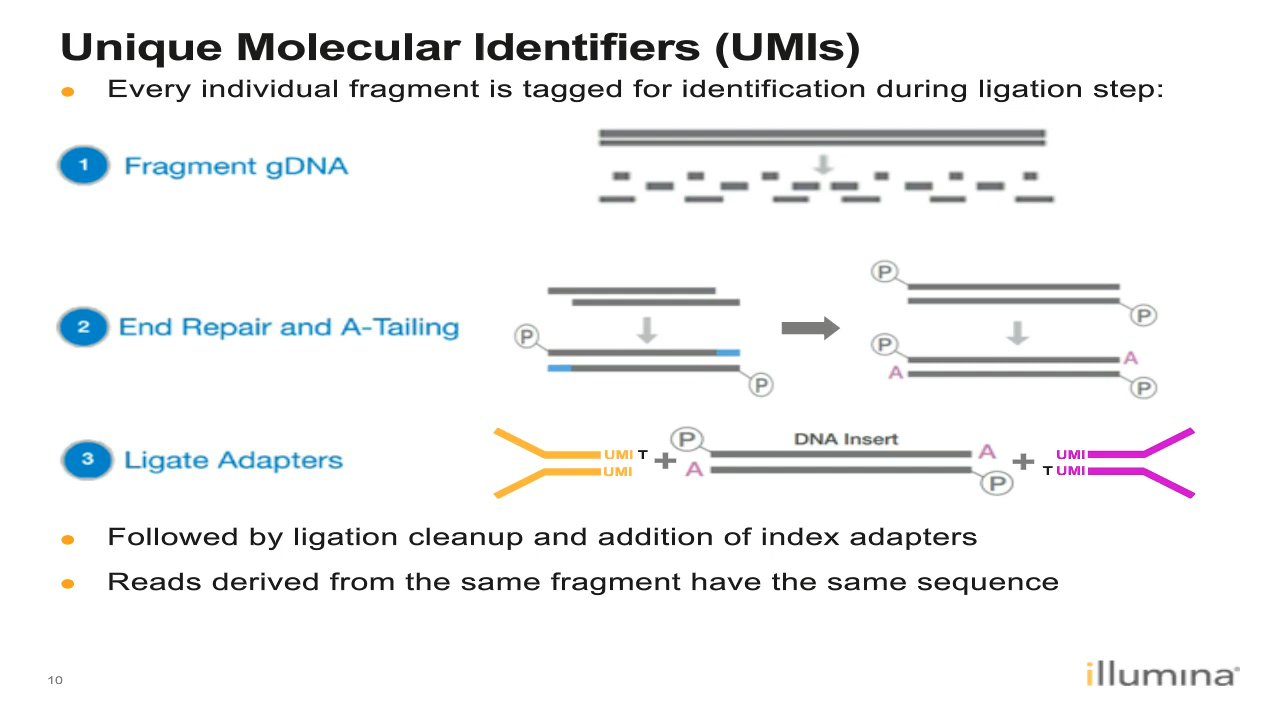 Unique Molecular Identifiers (UMIs)
Every individual fragment is tagged for identification during ligation step:
1 Fragment gDNA
2 End Repair and A-Tailing
P
P
P
P
P
A
A
P
3 Ligate Adapters
UMI T
UMI
+
P
A
DNA Insert
A
P
+
UMI
T UMI
Followed by ligation cleanup and addition of index adapters
Reads derived from the same fragment have the same sequence
10
illumina®